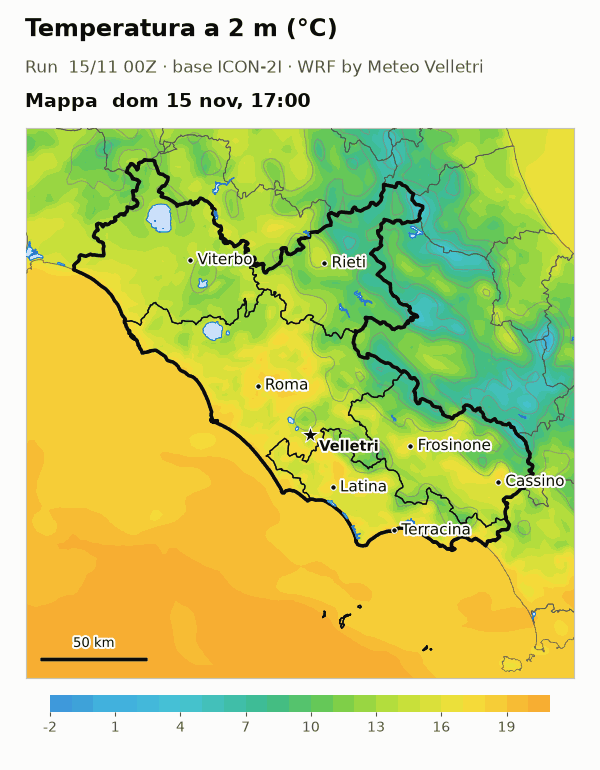 Temperatura a 2 m (°C)
Run 15/11 00Z · base ICON-2I · WRF by Meteo Velletri
Mappa dom 15 nov, 17:00
Viterbo
Rieti
Roma
Velletri
Frosinone
Latina
Cassino
Terracina
50 km
-2 1 4 7 10 13 16 19